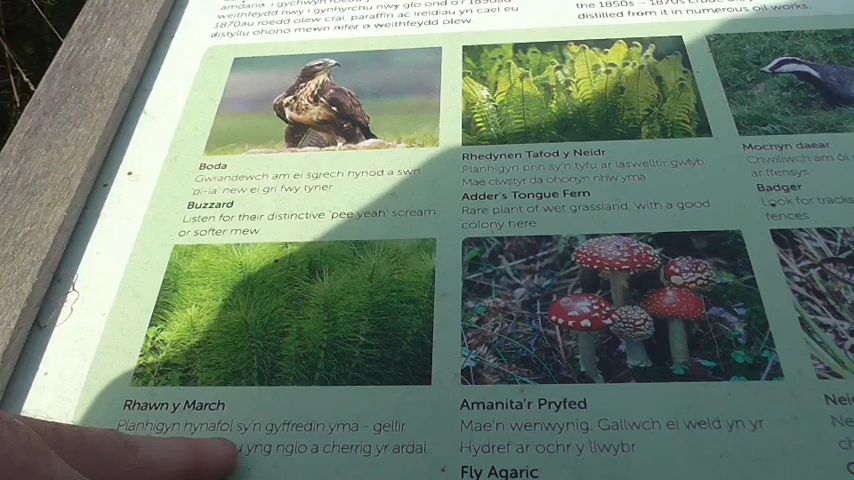 weithfeydd nwy i gynhyrchu nwy glo ond o'r 1850au
1870au roedd olew crai, paraffin ac ireidiau yn cael eu
distyllu ohono mewn nifer o weithfeydd olew.
the 1850s – 1870s
distilled from it in numerous oil works.
Boda
Gwrandewch am ei sgrech hynod a swn
'pi-ia' new ei gri fwy tyner
Buzzard
Listen for their distinctive 'pee yeah' scream
or softer mew
Rhedynen Tafod y Neidr
Planhigyn prin sy'n tyfu ar laswelltir gwlyb
Mae clwstyr da ohonyn nhw yma
Adder's Tongue Fern
Rare plant of wet grassland, with a good
colony here
Mochyn daear
Chwiliwch am ôl
ar ffensys
Badger
Look for tracks
fences
Rhawn y March
Planhigyn hynafol sy'n gyffredin yma – gellir
yng nglo a cherrig yr ardal
Amanita'r Pryfed
Mae'n wenwynig. Gallwch ei weld yn yr
Hydref ar ochr y llwybr
Fly Agaric